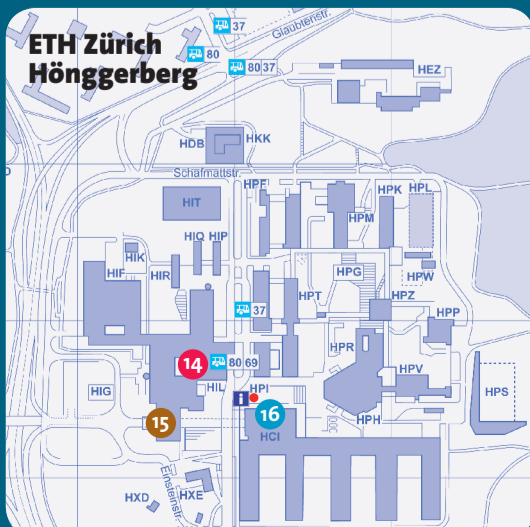 ETH Zürich
Hönggerberg
37
Glaubtenstr.
80
80 37
HEZ
HDB
HKK
Schafmattstr.
HPF
HPK
HPL
HIT
HPM
HIQ HIP
HIK
HIF
HIR
HPG
HPW
HPT
HPZ
37
HPP
HPR
14
80 69
HPV
HIG
HIL
HPI
HPS
i
15
16
HPH
HCI
Einsteinstr.
HXD
HXE